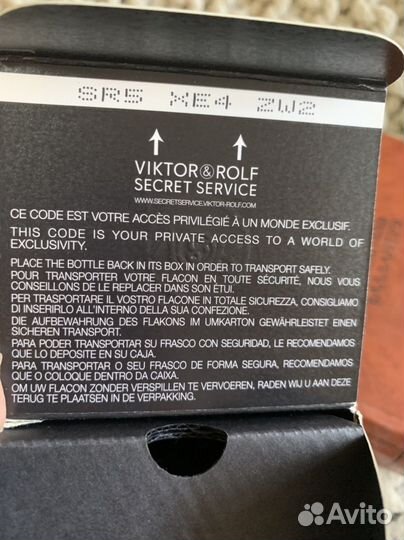 SR5 XE4 ZW2
VIKTOR&ROLF
SECRET SERVICE
WWW.SECRETSERVICE.VIKTOR-ROLF.COM
CE CODE EST VOTRE ACCÈS PRIVILÉGIÉ À UN MONDE EXCLUSIF.
THIS CODE IS YOUR PRIVATE ACCESS TO A WORLD OF
EXCLUSIVITY.
PLACE THE BOTTLE BACK IN ITS BOX IN ORDER TO TRANSPORT SAFELY.
POUR TRANSPORTER VOTRE FLACON EN TOUTE SÉCURITÉ, NOUS VOUS
CONSEILLONS DE LE REPLACER DANS SON ÉTUI.
PER TRASPORTARE IL VOSTRO FLACONE IN TOTALE SICUREZZA, CONSIGLIAMO
DI INSERIRLO ALL'INTERNO DELLA SUA CONFEZIONE.
DIE AUFBEWAHRUNG DES FLAKONS IM UMKARTON GEWÄHRLEISTET EINEN
SICHEREN TRANSPORT.
PARA PODER TRANSPORTAR SU FRASCO CON SEGURIDAD, LE RECOMENDAMOS
QUE LO DEPOSITE EN SU CAJA.
PARA TRANSPORTAR O SEU FRASCO DE FORMA SEGURA, RECOMENDAMOS
QUE O COLOQUE DENTRO DA CAIXA.
OM UW FLACON ZONDER VERSPILLEN TE VERVOEREN, RADEN WIJ U AAN DEZE
TERUG TE PLAATSEN IN DE VERPAKKING.
Avito